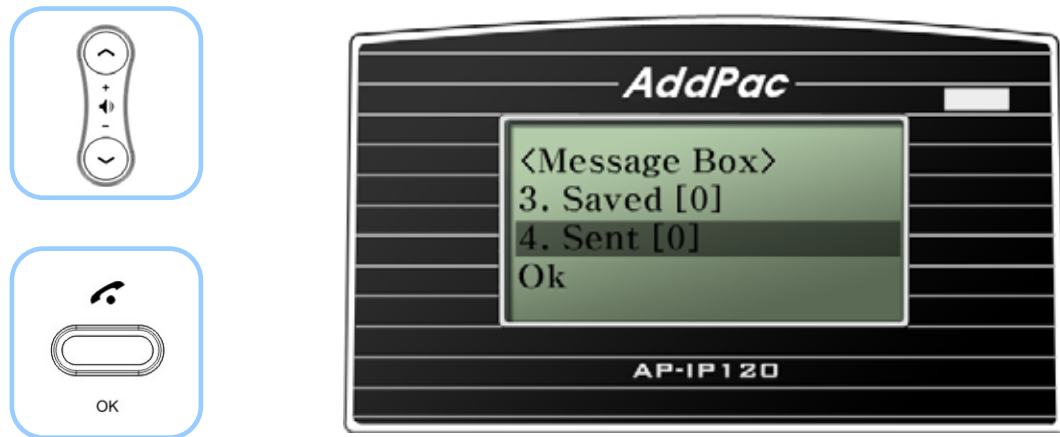 +
-
OK
AddPac
<Message Box>
3. Saved [0]
4. Sent [0]
Ok
AP-IP120